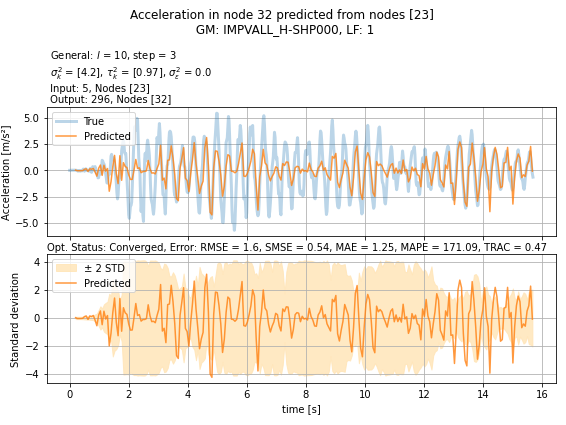 Acceleration in node 32 predicted from nodes [23]
GM: IMPVALL_H-SHP000, LF: 1
General: l = 10, step = 3
σ²ₖ = [4.2], τ²ₖ = [0.97], σ²ε = 0.0
Input: 5, Nodes [23]
Output: 296, Nodes [32]
True
Predicted
5.0
2.5
0.0
−2.5
−5.0
Acceleration [m/s²]
Opt. Status: Converged, Error: RMSE = 1.6, SMSE = 0.54, MAE = 1.25, MAPE = 171.09, TRAC = 0.47
± 2 STD
Predicted
4
2
0
−2
−4
Standard deviation
0 2 4 6 8 10 12 14 16
time [s]